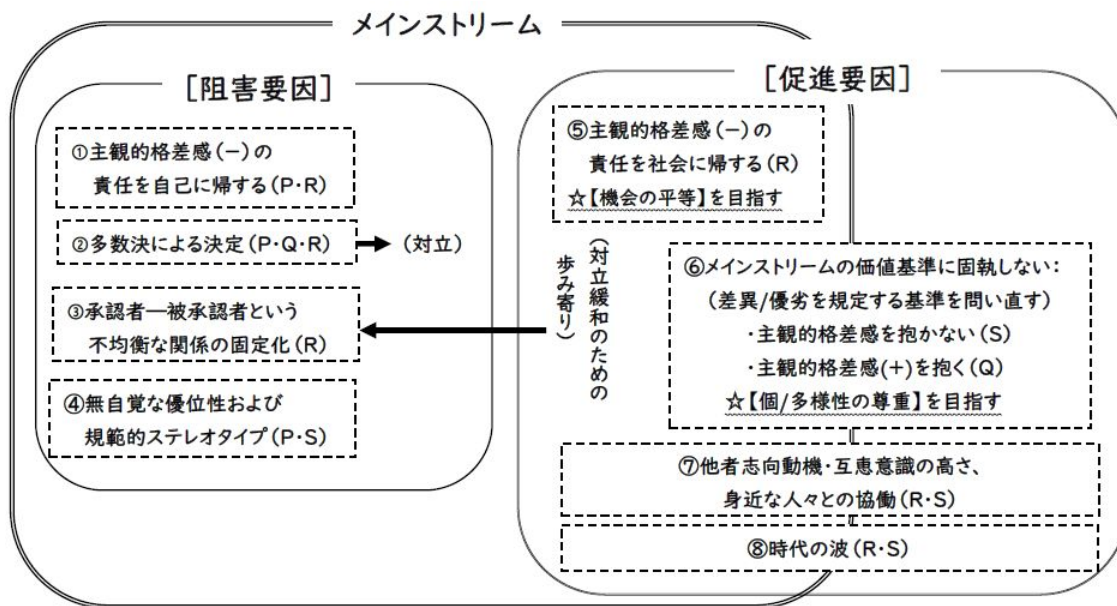 メインストリーム
[阻害要因]
①主観的格差感(－)の
責任を自己に帰する(P・R)
②多数決による決定(P・Q・R)
(対立)
③承認者―被承認者という
不均衡な関係の固定化(R)
④無自覚な優位性および
規範的ステレオタイプ(P・S)
[促進要因]
⑤主観的格差感(－)の
責任を社会に帰する(R)
☆【機会の平等】を目指す
(対立緩和のための
歩み寄り)
⑥メインストリームの価値基準に固執しない:
(差異/優劣を規定する基準を問い直す)
・主観的格差感を抱かない(S)
・主観的格差感(+)を抱く(Q)
☆【個/多様性の尊重】を目指す
⑦他者志向動機・互恵意識の高さ、
身近な人々との協働(R・S)
⑧時代の波(R・S)